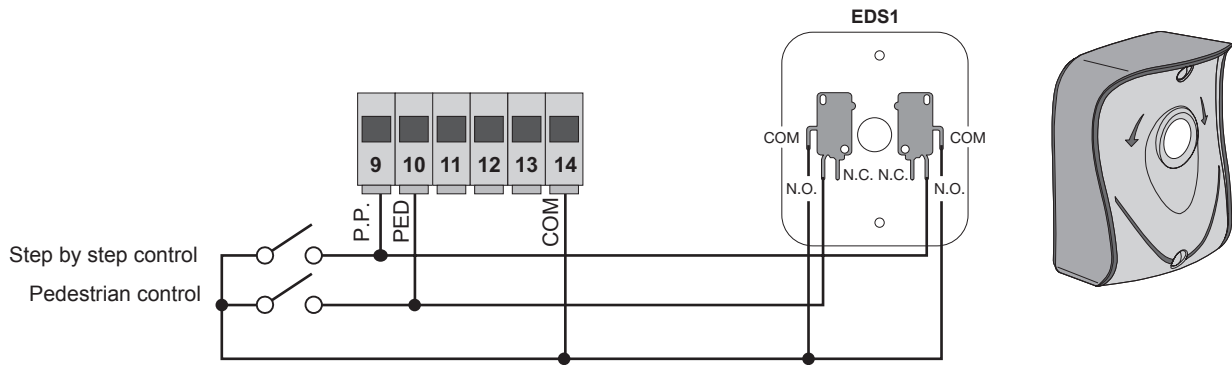 EDS1
9 10 11 12 13 14
P.P.
PED
COM
Step by step control
Pedestrian control
COM
N.O.
N.C.
N.C.
N.O.
COM